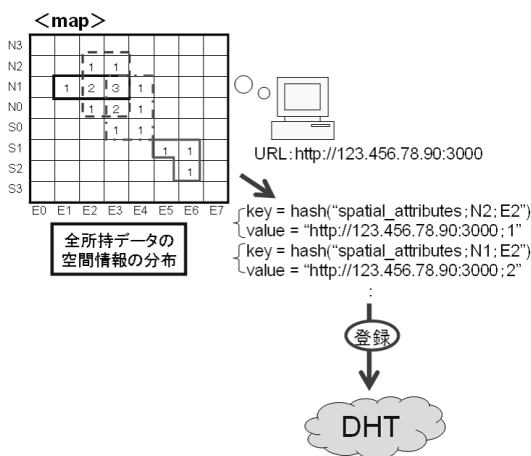 <map>
N3
N2 1 1
N1 1 2 3 1
N0 1 2 1
S0 1 1
S1 1 1
S2 1
S3
E0 E1 E2 E3 E4 E5 E6 E7
全所持データの
空間情報の分布
URL:http://123.456.78.90:3000
key = hash(“spatial_attributes;N2;E2”)
value = “http://123.456.78.90:3000;1”
key = hash(“spatial_attributes;N1;E2”)
value = “http://123.456.78.90:3000;2”
:
登録
DHT